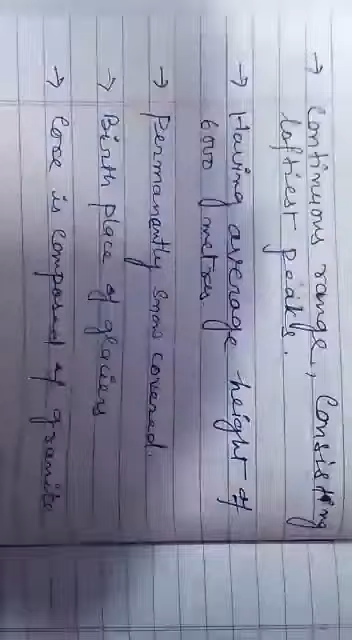 → Continuous range, Consisting
loftiest peaks.
→ Having average height of
6000 metres.
→ Permanently snow covered.
→ Birth place of glaciers
→ Core is composed of granite